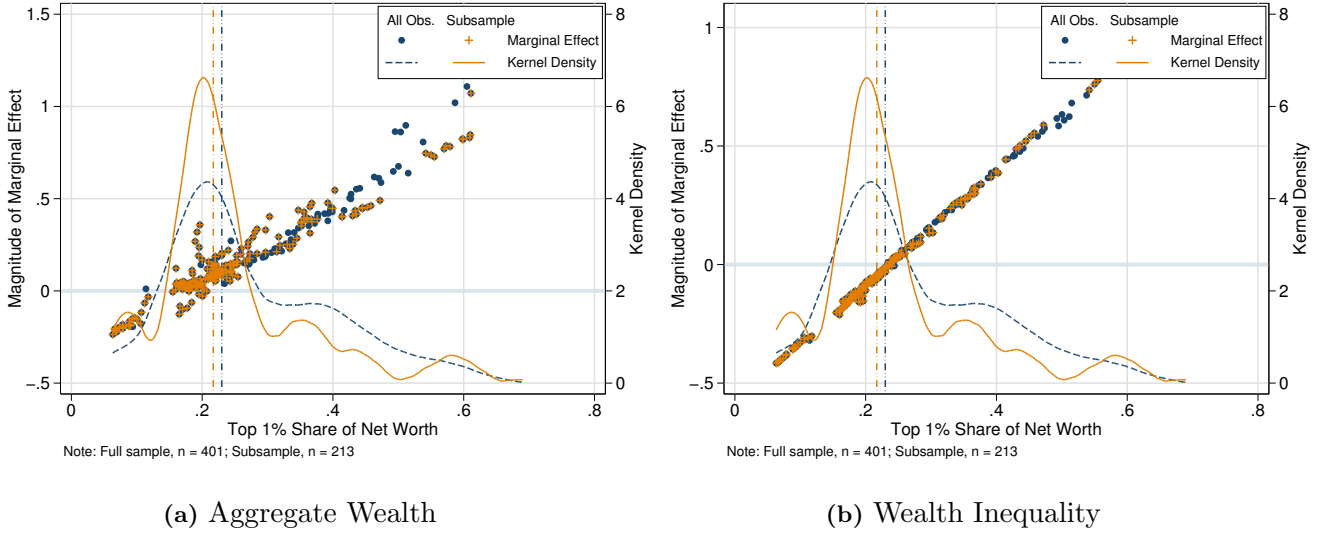 1.5
1
.5
0
−.5
Magnitude of Marginal Effect
All Obs. Subsample
Marginal Effect
Kernel Density
8
6
4
2
0
Kernel Density
0 .2 .4 .6 .8
Top 1% Share of Net Worth
Note: Full sample, n = 401; Subsample, n = 213
(a) Aggregate Wealth
1
.5
0
−.5
Magnitude of Marginal Effect
All Obs. Subsample
Marginal Effect
Kernel Density
8
6
4
2
0
Kernel Density
0 .2 .4 .6 .8
Top 1% Share of Net Worth
Note: Full sample, n = 401; Subsample, n = 213
(b) Wealth Inequality